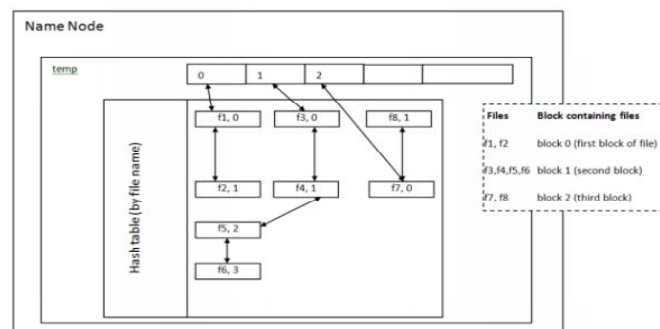 Name Node
temp
0 1 2
f1, 0 f3, 0 f8, 1
f2, 1 f4, 1 f7, 0
f5, 2
f6, 3
Hash table (by file name)
Files Block containing files
f1, f2 block 0 (first block of file)
f3,f4,f5,f6 block 1 (second block)
f7, f8 block 2 (third block)